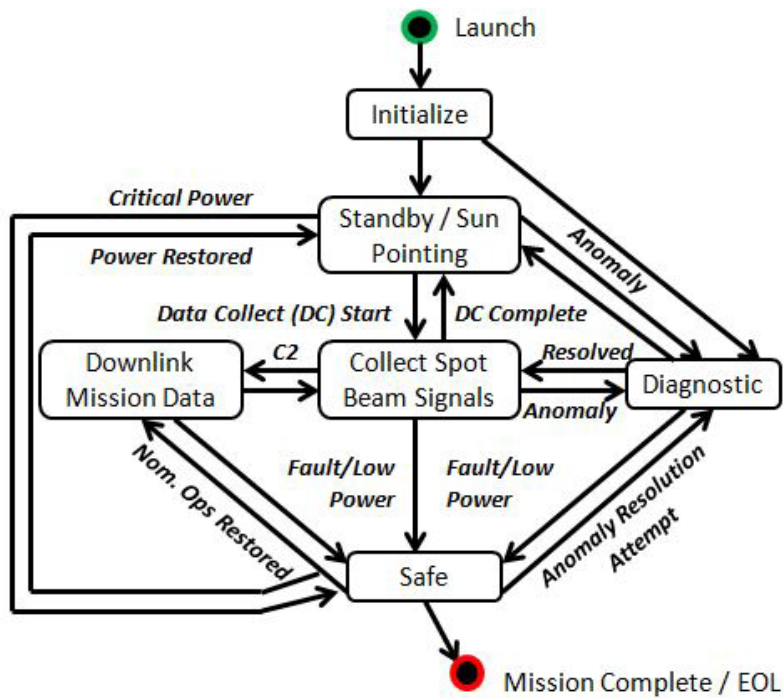 Launch
Initialize
Critical Power
Standby / Sun
Pointing
Anomaly
Power Restored
Data Collect (DC) Start
DC Complete
Downlink
Mission Data
C2
Collect Spot
Beam Signals
Resolved
Anomaly
Diagnostic
Nom. Ops Restored
Fault/Low
Power
Fault/Low
Power
Anomaly Resolution
Attempt
Safe
Mission Complete / EOL